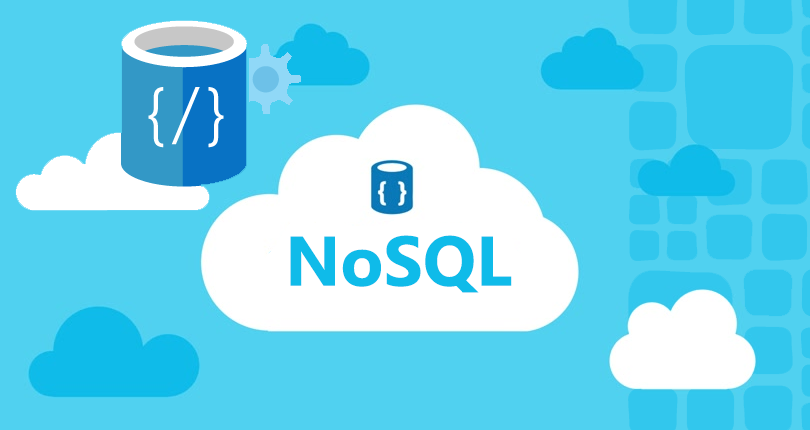 {/}
{ }
NoSQL